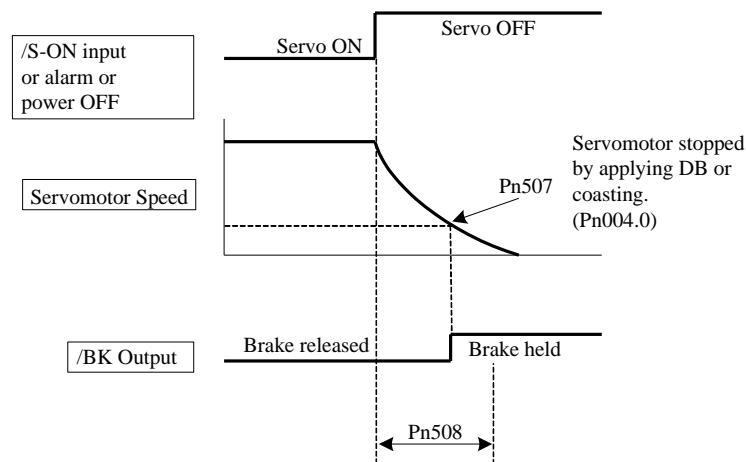 Servo ON
Servo OFF
/S-ON input
or alarm or
power OFF
Servomotor Speed
Pn507
Servomotor stopped
by applying DB or
coasting.
(Pn004.0)
/BK Output
Brake released
Brake held
Pn508